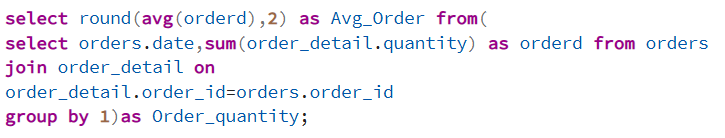 select round(avg(orderd),2) as Avg_Order from(
select orders.date,sum(order_detail.quantity) as orderd from orders
join order_detail on
order_detail.order_id=orders.order_id
group by 1)as Order_quantity;